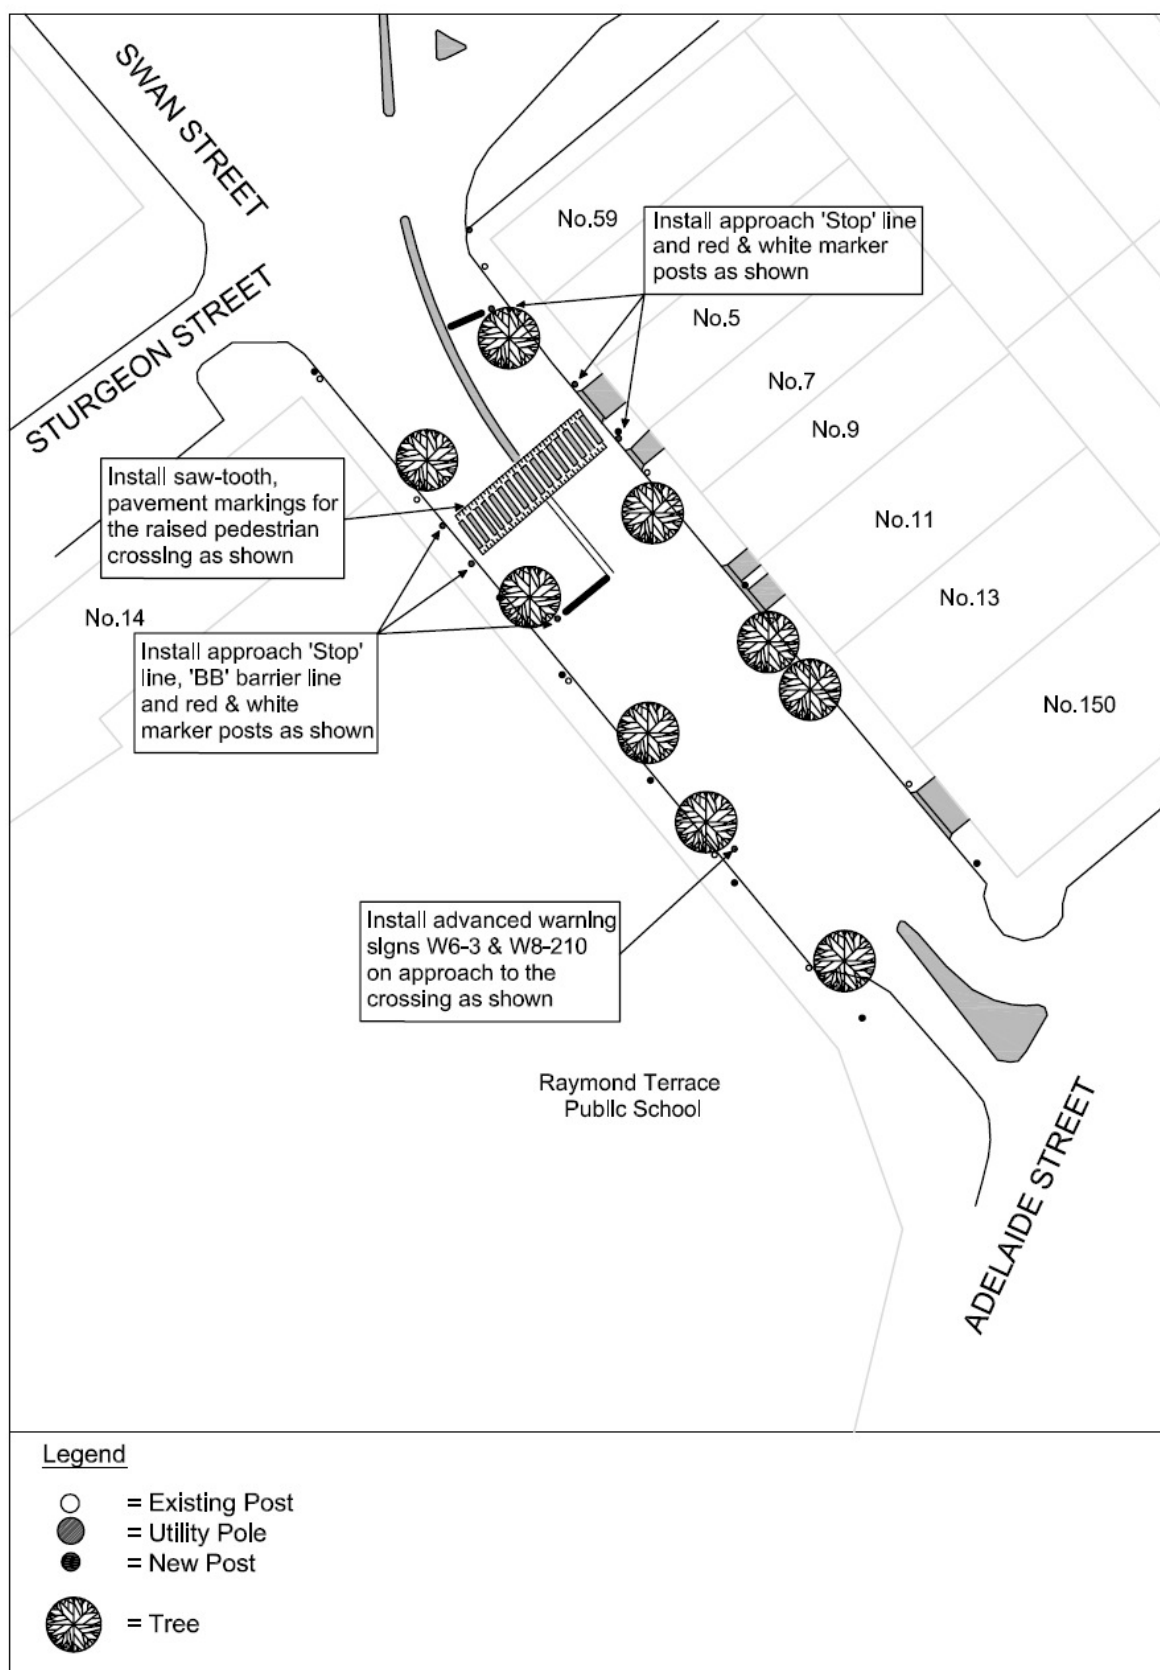 SWAN STREET
STURGEON STREET
No.59
Install approach 'Stop' line
and red & white marker
posts as shown
No.5
No.7
No.9
Install saw-tooth,
pavement markings for
the raised pedestrian
crossing as shown
No.11
No.13
No.14
Install approach 'Stop'
line, 'BB' barrier line
and red & white
marker posts as shown
No.150
Install advanced warning
signs W6-3 & W8-210
on approach to the
crossing as shown
Raymond Terrace
Public School
ADELAIDE STREET
Legend
= Existing Post
= Utility Pole
= New Post
= Tree